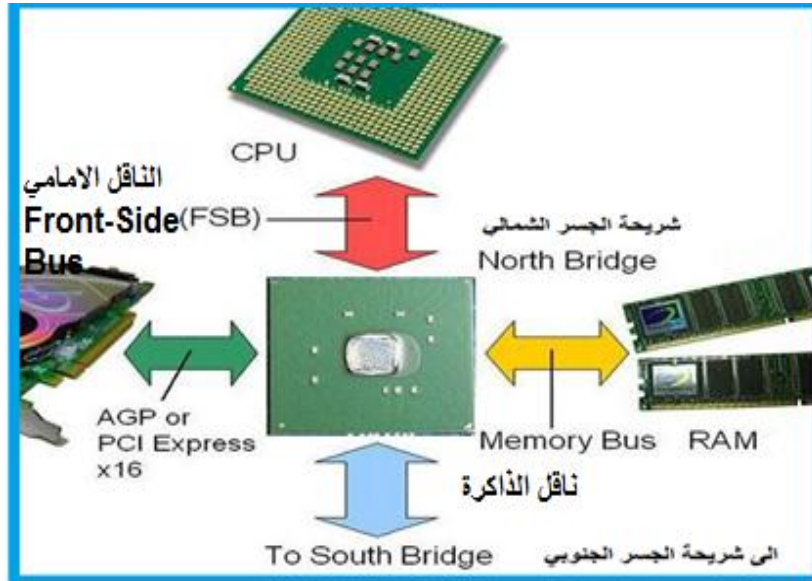 CPU
الناقل الامامي
Front-Side (FSB)
Bus
شريحة الجسر الشمالي
North Bridge
AGP or
PCI Express
x16
Memory Bus
RAM
ناقل الذاكرة
To South Bridge
الى شريحة الجسر الجنوبي